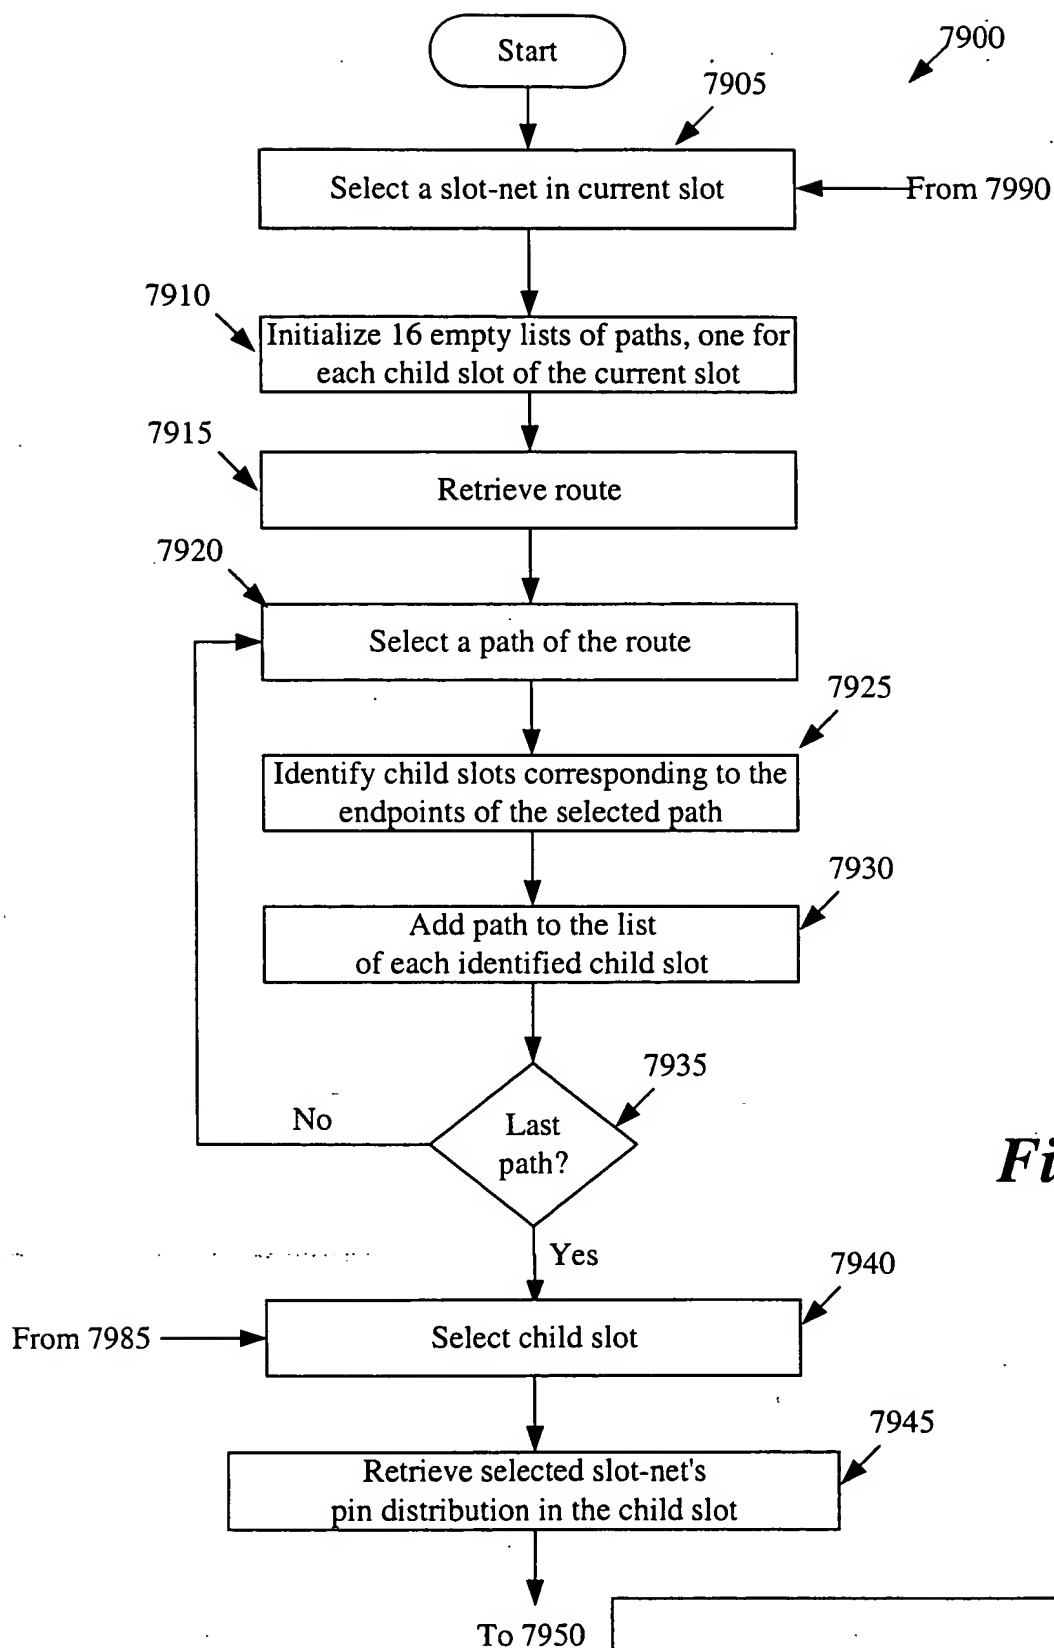 Start
7900
7905
Select a slot-net in current slot
From 7990
7910
Initialize 16 empty lists of paths, one for
each child slot of the current slot
7915
Retrieve route
7920
Select a path of the route
7925
Identify child slots corresponding to the
endpoints of the selected path
7930
Add path to the list
of each identified child slot
7935
Last
path?
No
Yes
7940
From 7985
Select child slot
7945
Retrieve selected slot-net's
pin distribution in the child slot
To 7950